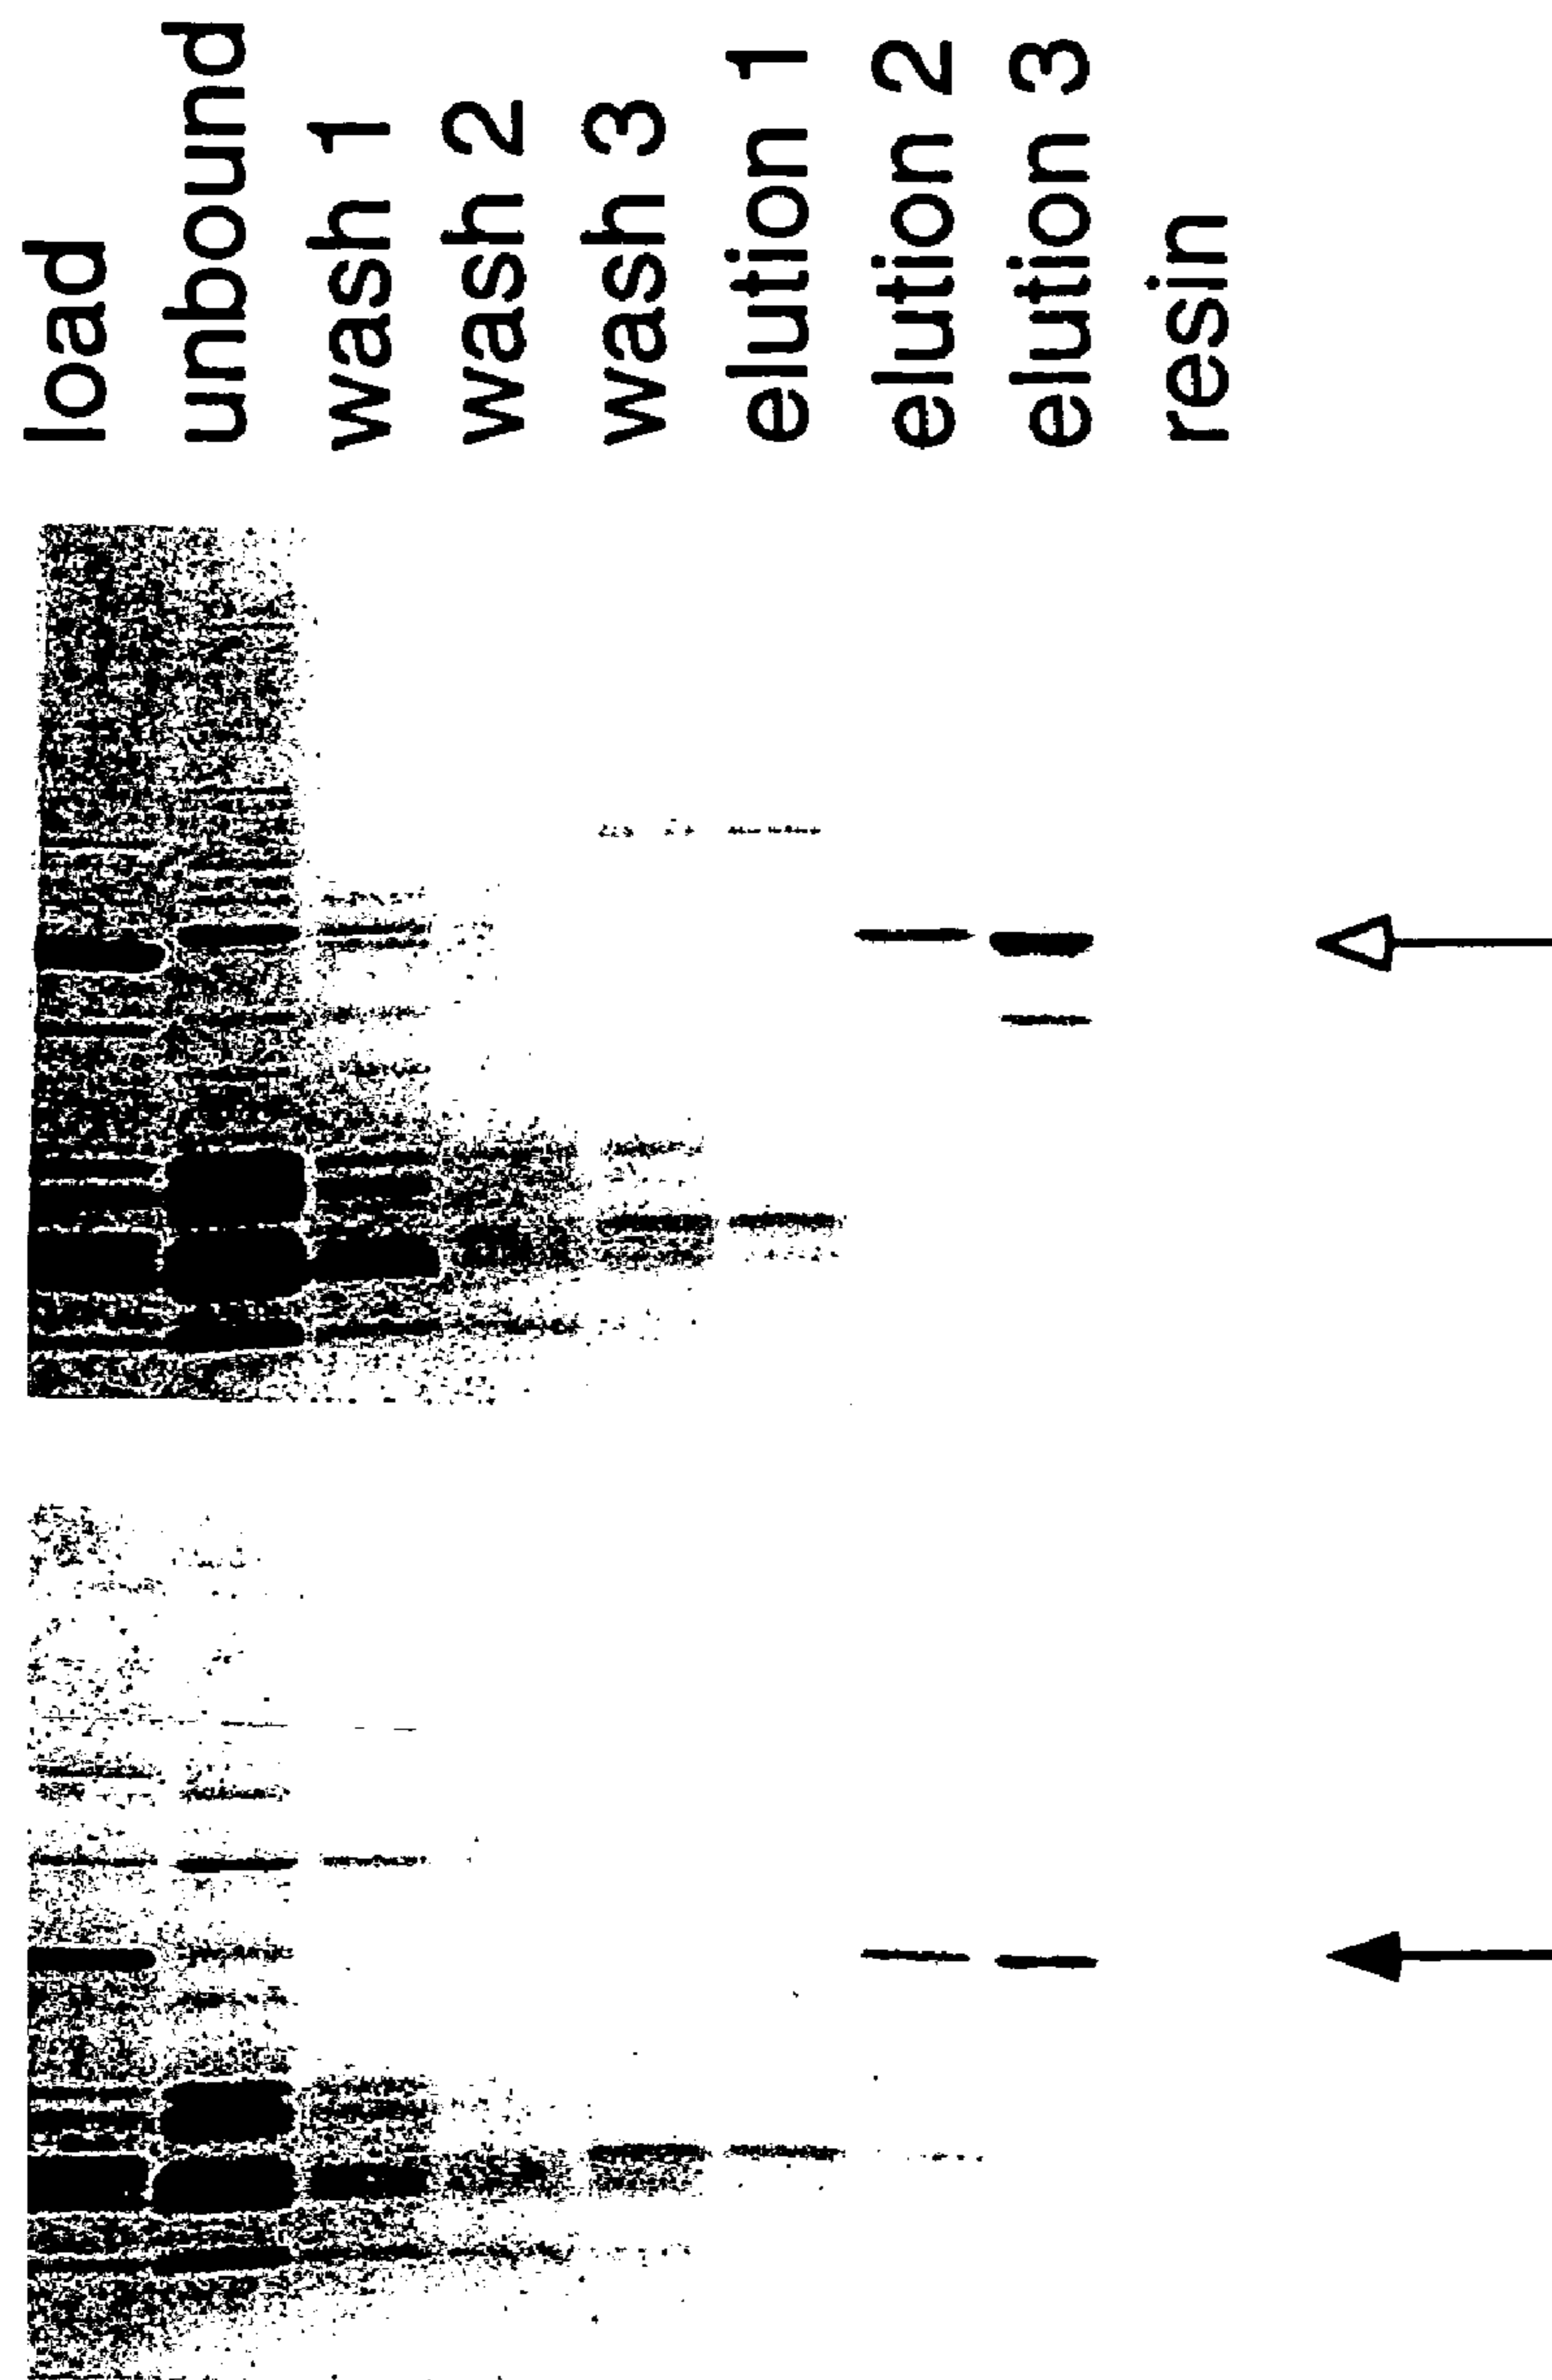 load
unbound
wash 1
wash 2
wash 3
elution 1
elution 2
elution 3
resin